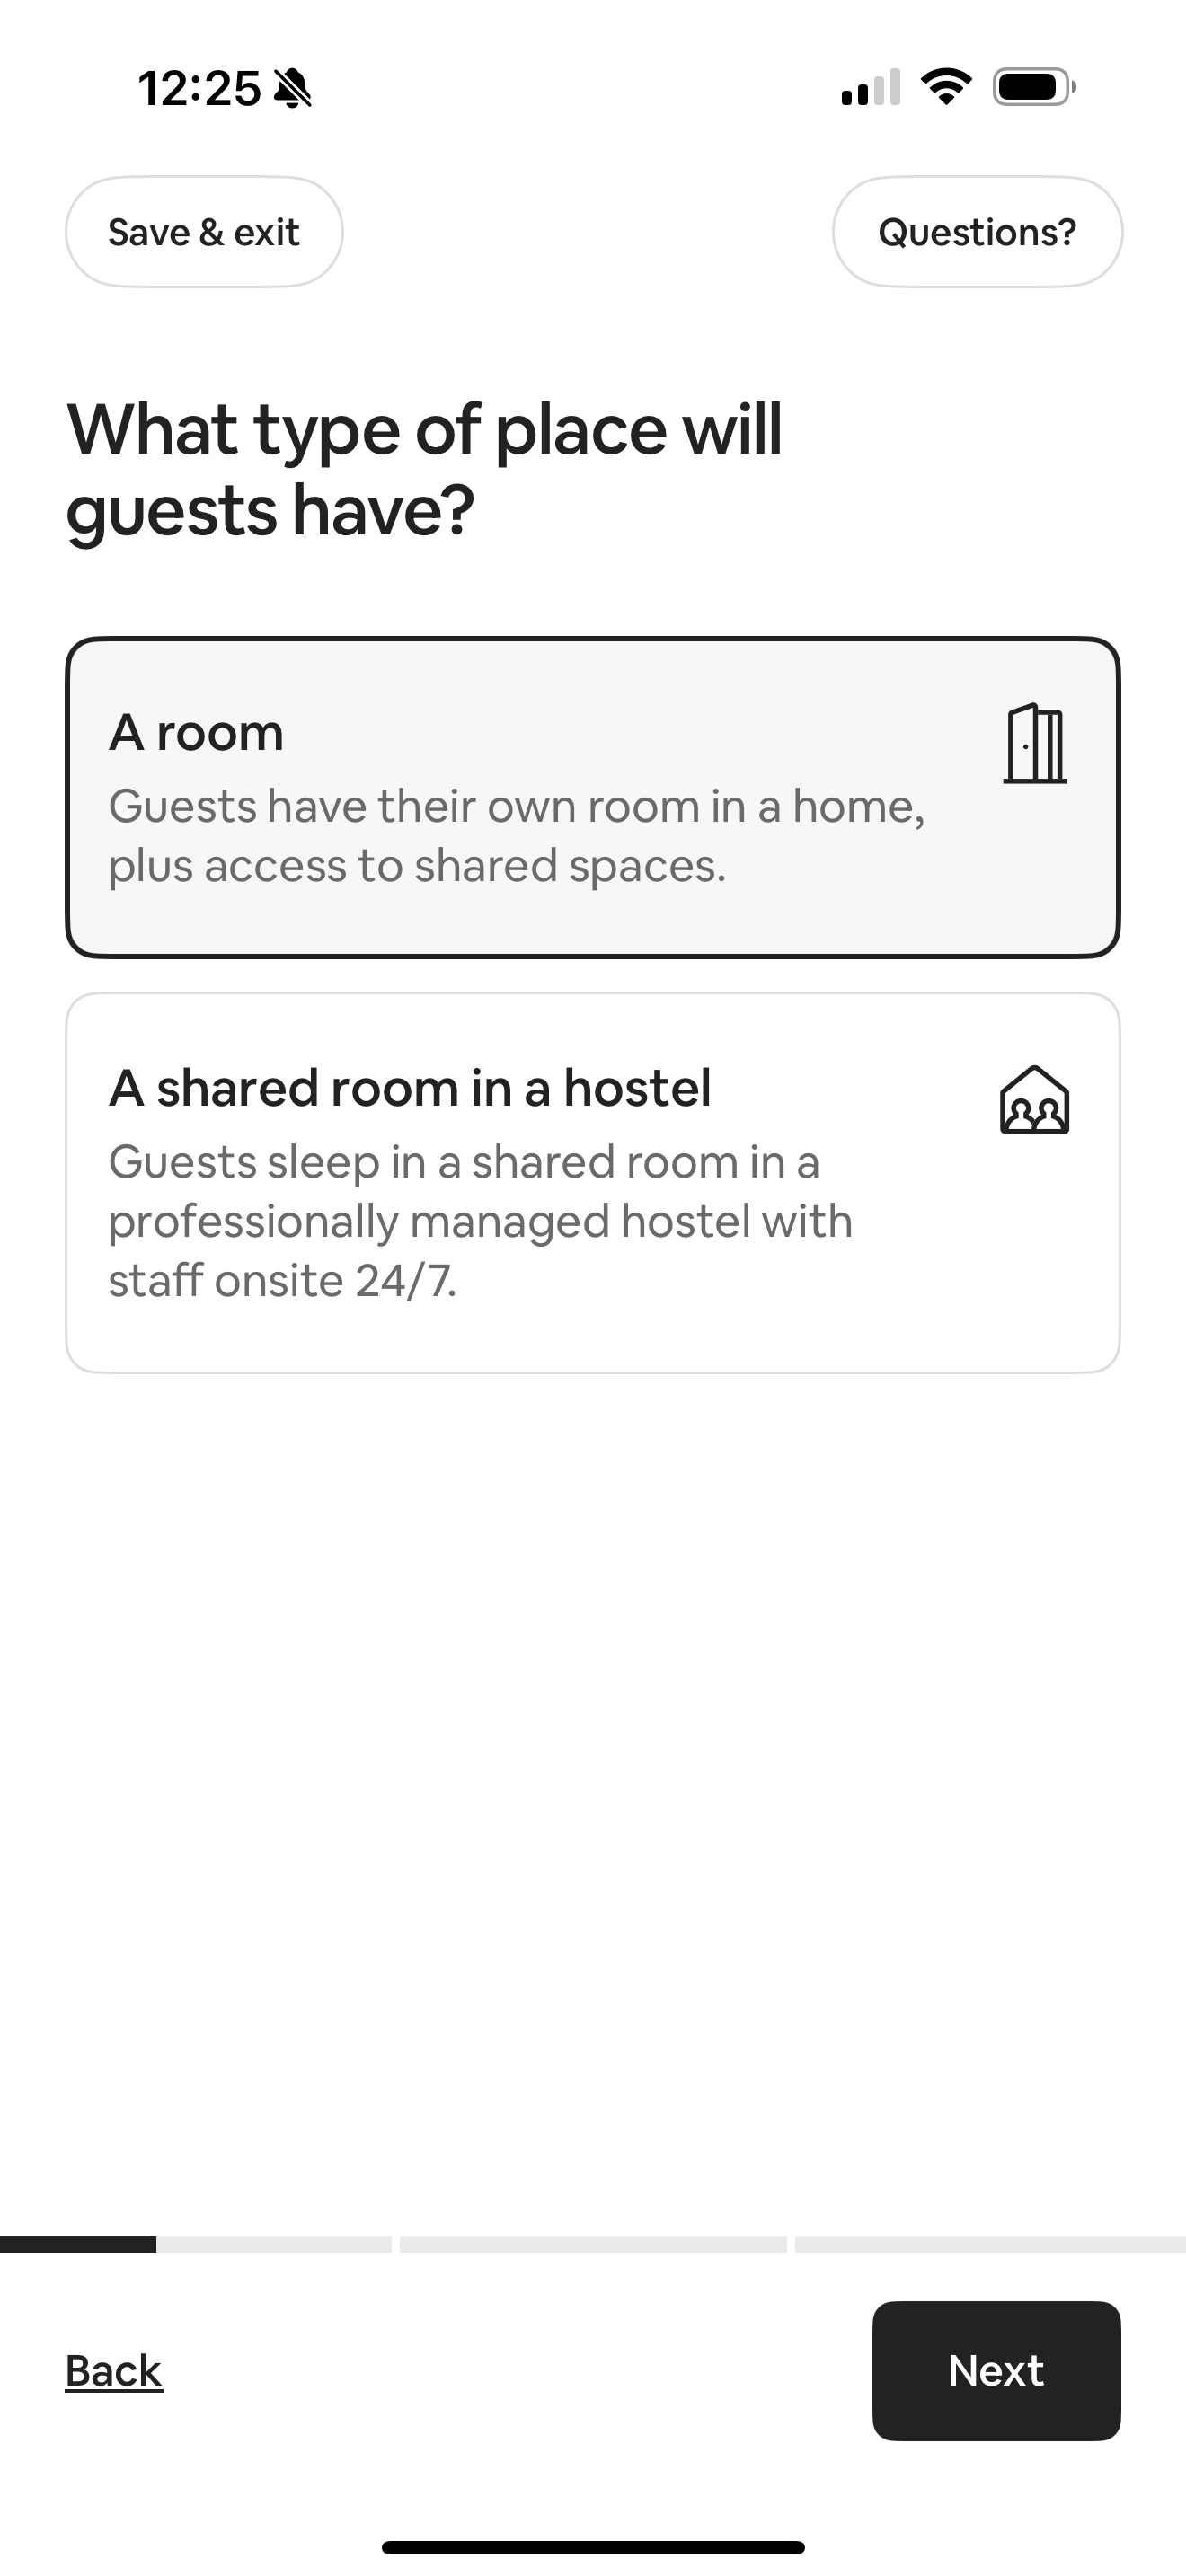 12:25
Save & exit
Questions?
What type of place will
guests have?
A room
Guests have their own room in a home,
plus access to shared spaces.
A shared room in a hostel
Guests sleep in a shared room in a
professionally managed hostel with
staff onsite 24/7.
Back
Next